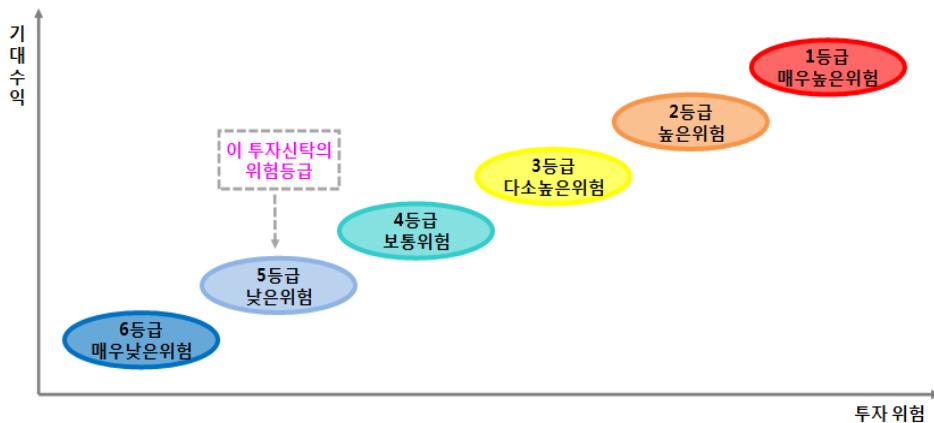 기대수익
1등급
매우높은위험
2등급
높은위험
이 투자신탁의
위험등급
3등급
다소높은위험
4등급
보통위험
5등급
낮은위험
6등급
매우낮은위험
투자 위험